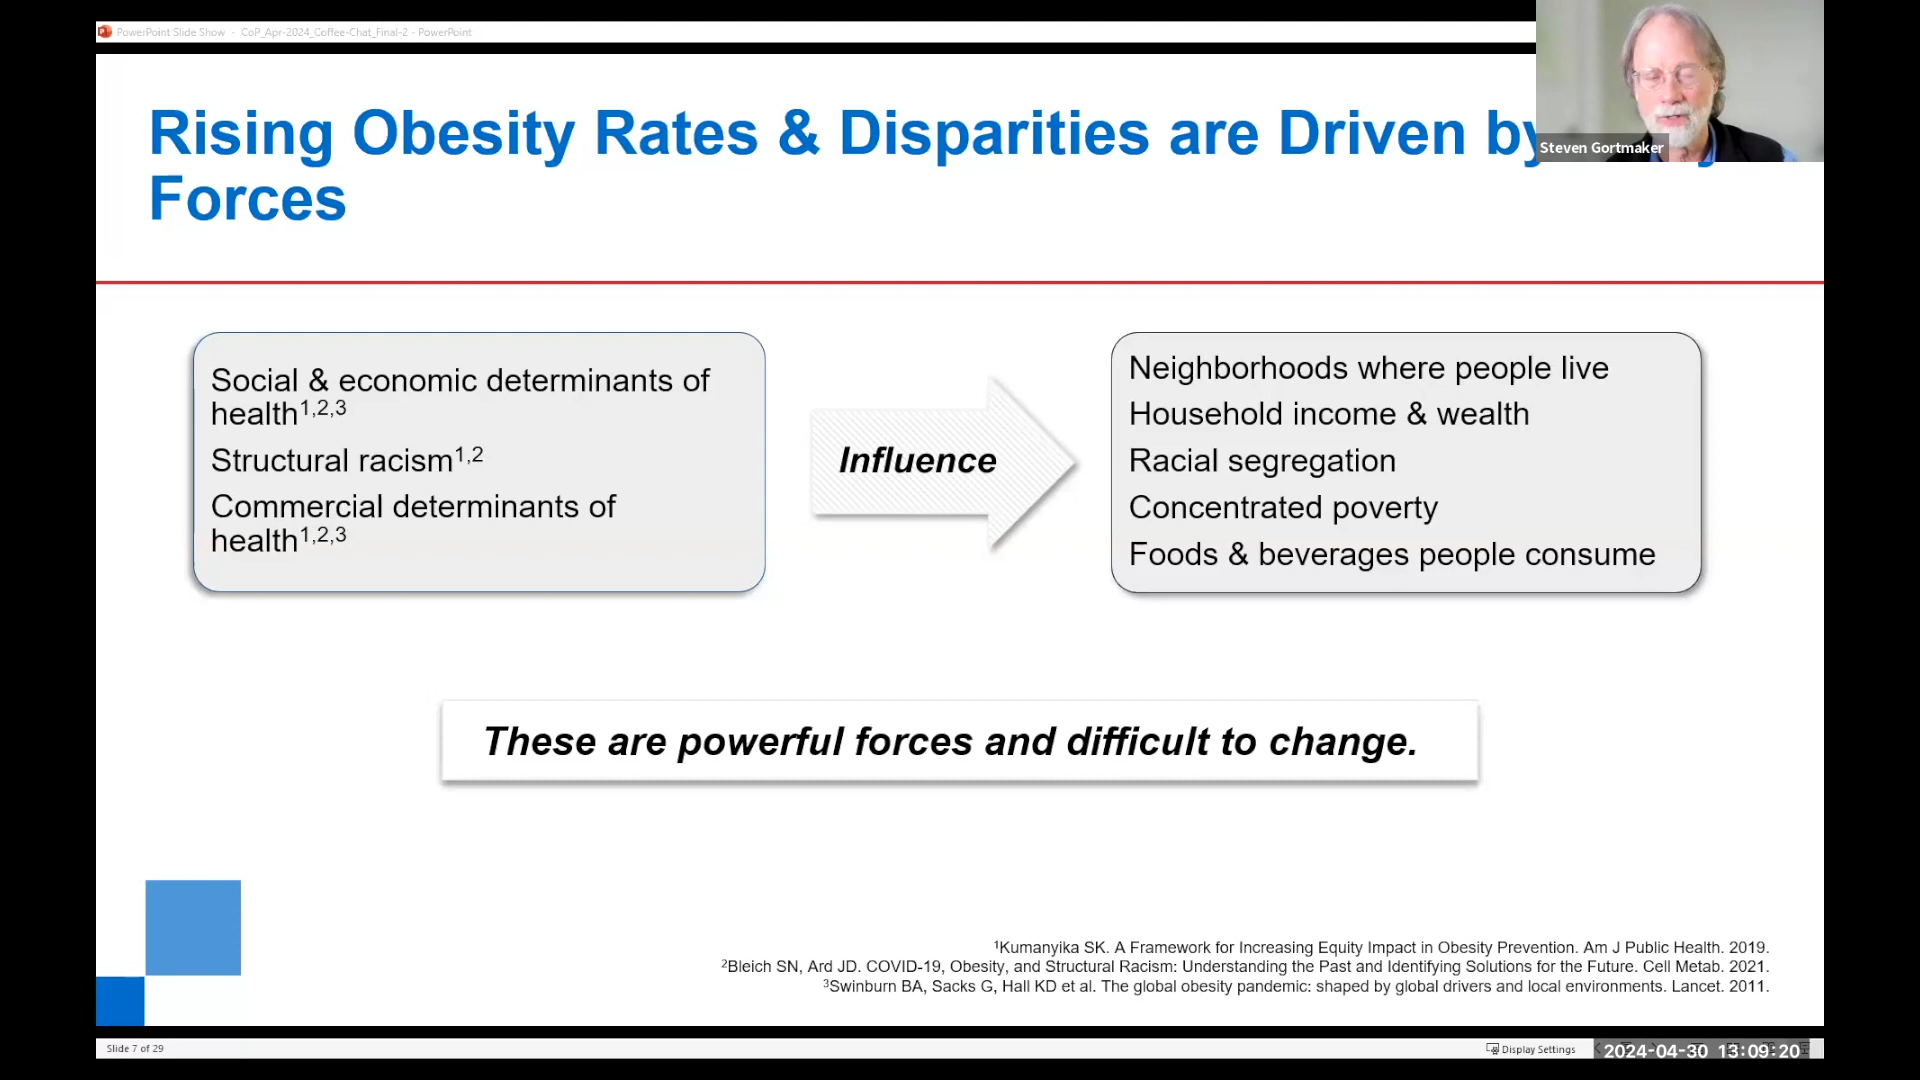 PowerPoint Slide Show - CoP_Apr-2024_Coffee-Chat_Final-2 - PowerPoint
Rising Obesity Rates & Disparities are Driven by
Forces
Steven Gortmaker
Social & economic determinants of
health1,2,3
Structural racism1,2
Commercial determinants of
health1,2,3
Influence
Neighborhoods where people live
Household income & wealth
Racial segregation
Concentrated poverty
Foods & beverages people consume
These are powerful forces and difficult to change.
1Kumanyika SK. A Framework for Increasing Equity Impact in Obesity Prevention. Am J Public Health. 2019.
2Bleich SN, Ard JD. COVID-19, Obesity, and Structural Racism: Understanding the Past and Identifying Solutions for the Future. Cell Metab. 2021.
3Swinburn BA, Sacks G, Hall KD et al. The global obesity pandemic: shaped by global drivers and local environments. Lancet. 2011.
Slide 7 of 29
Display Settings
2024-04-30 13:09:20